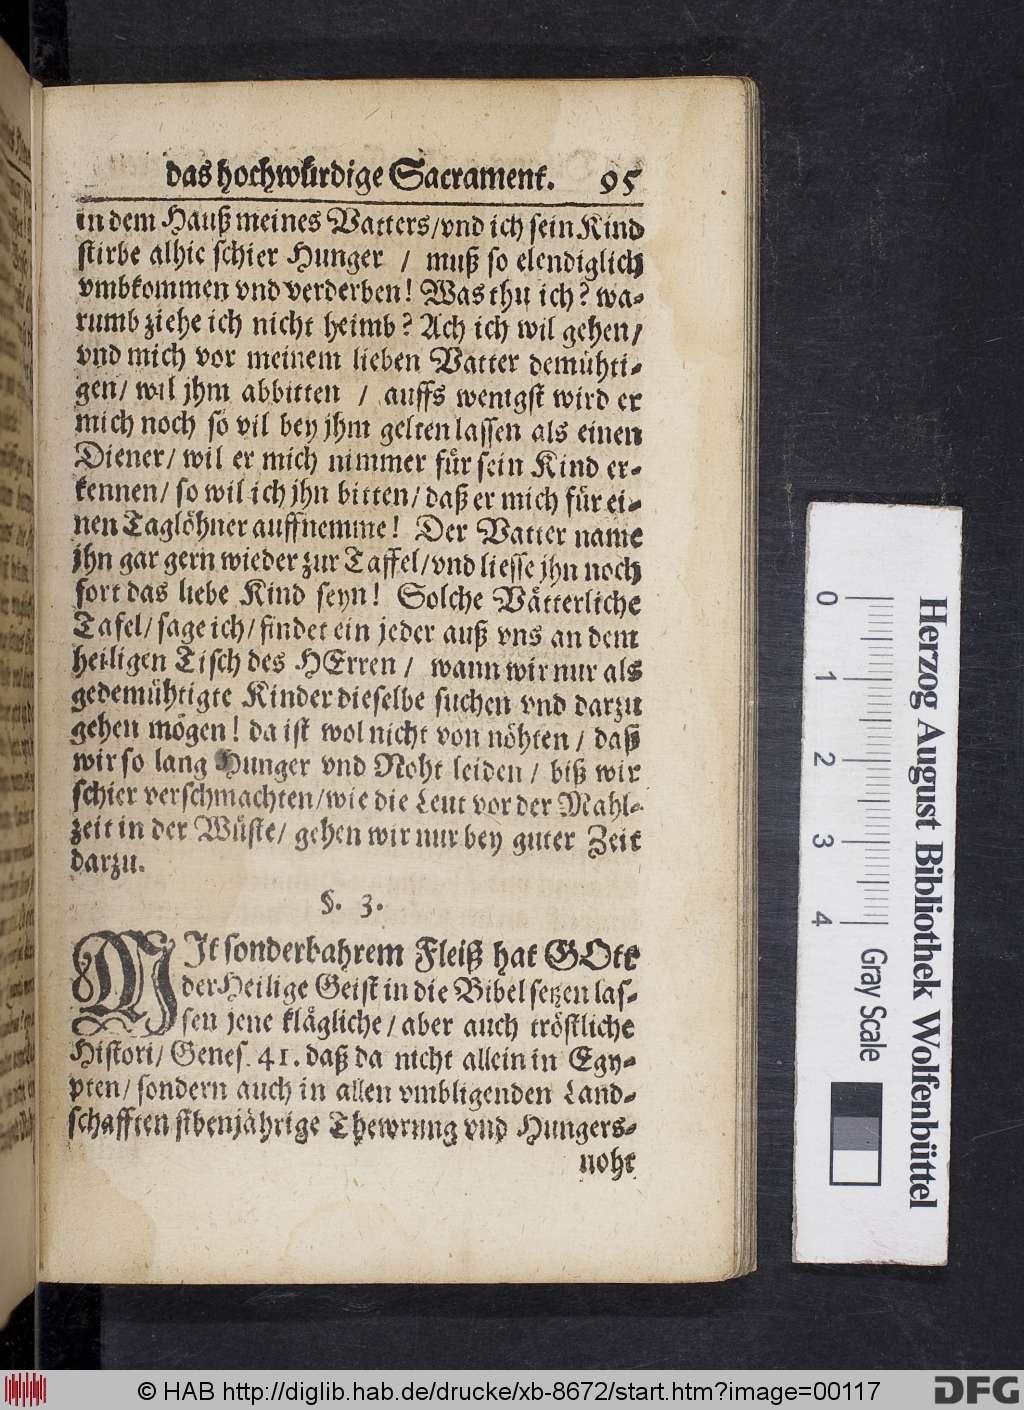 das hochwürdige Sacrament. 95
in dem Hauß meines Vatters/ vnd ich sein Kind
stirbe alhie schier Hunger / muß so elendiglich
vmbkommen vnd verderben! Was thu ich? wa-
rumb ziehe ich nicht heimb? Ach ich wil gehen/
vnd mich vor meinem lieben Vatter demühti-
gen/ wil jhm abbitten / auffs wenigst wird er
mich noch so vil bey jhm gelten lassen als einen
Diener/ wil er mich nimmer für sein Kind er-
kennen/ so wil ich jhn bitten/ daß er mich für ei-
nen Taglöhner auffnemme! Der Vatter name
jhn gar gern wieder zur Taffel/ vnd liesse jhn noch
fort das liebe Kind seyn! Solche Vätterliche
Tafel/ sage ich/ findet ein jeder auß vns an dem
heiligen Tisch des HErren / wann wir nur als
gedemühtigte Kinder dieselbe suchen vnd darzu
gehen mögen! da ist wol nicht von nöhten/ daß
wir so lang Hunger vnd Noht leiden / biß wir
schier verschmachten/ wie die Leut vor der Mahl-
zeit in der Wüste/ gehen wir nur bey guter Zeit
darzu.
§. 3.
MIt sonderbahrem Fleiß hat GOtt
der Heilige Geist in die Bibel setzen las-
sen jene klägliche/ aber auch tröstliche
Histori/ Genes. 41. daß da nicht allein in Egy-
pten/ sondern auch in allen vmbligenden Land-
schafften sibenjährige Thewrung vnd Hungers-
noht
0 1 2 3 4
Herzog August Bibliothek Wolfenbüttel
Gray Scale
© HAB http://diglib.hab.de/drucke/xb-8672/start.htm?image=00117
DFG